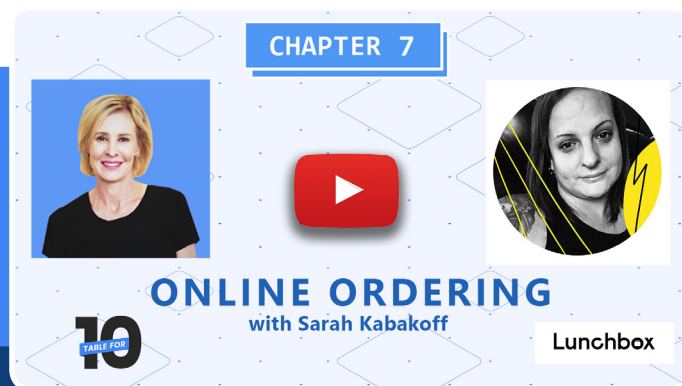 CHAPTER 7
ONLINE ORDERING
with Sarah Kabakoff
10
TABLE FOR
Lunchbox